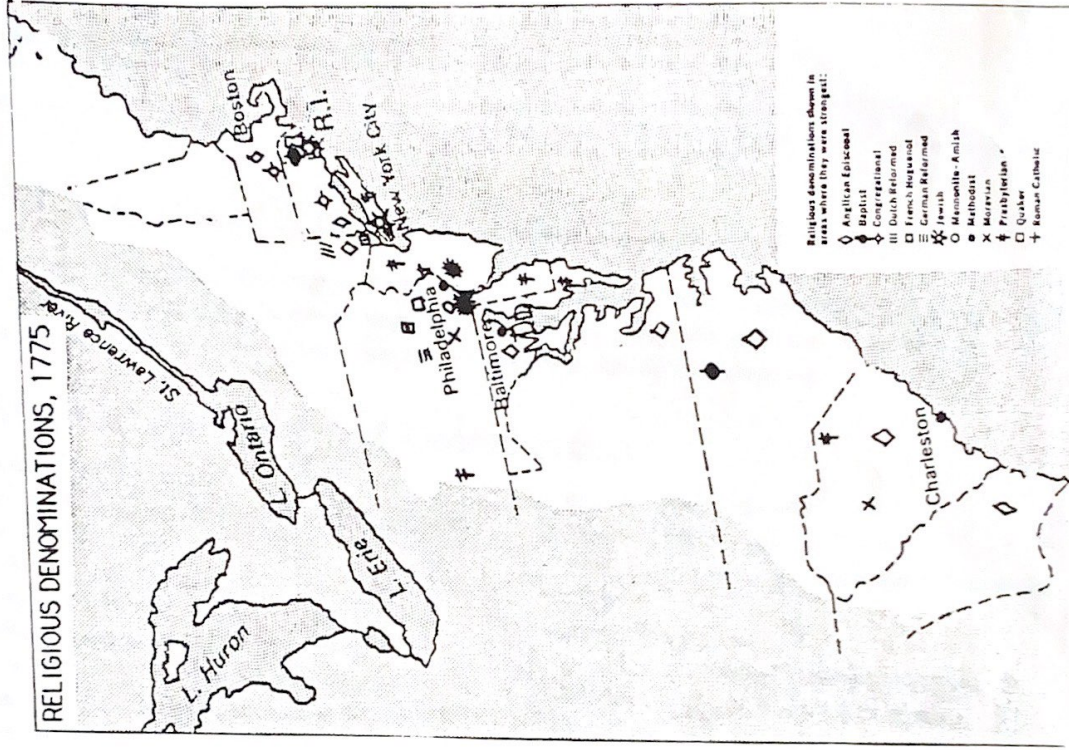 RELIGIOUS DENOMINATIONS, 1775
St. Lawrence River
L. Ontario
L. Huron
L. Erie
Boston
R.I.
New York City
Philadelphia
Baltimore
Charleston
Religious denominations shown in
areas where they were strongest:
Anglican Episcopal
Baptist
Congregational
Dutch Reformed
French Huguenot
German Reformed
Jewish
Mennonite-Amish
Methodist
Moravian
Presbyterian
Quaker
Roman Catholic